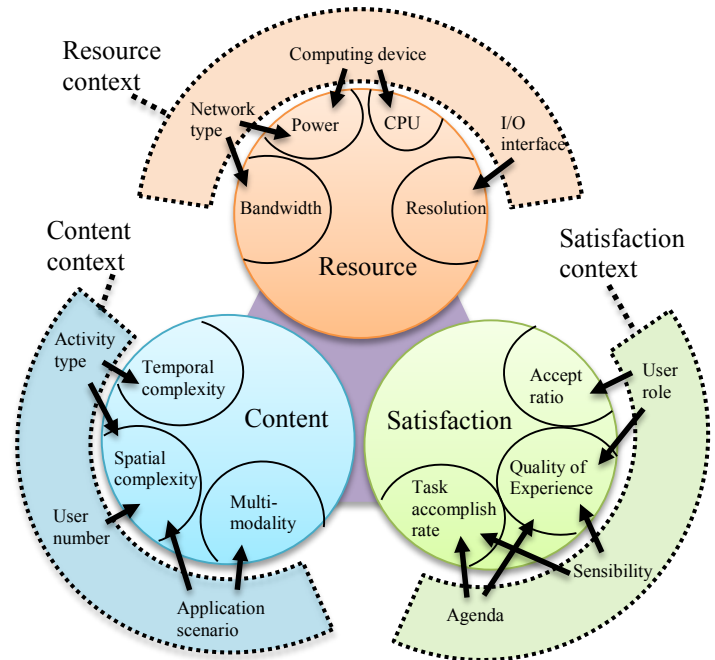 Resource
context
Computing device
Network
type
Power
CPU
I/O
interface
Bandwidth
Resolution
Resource
Content
context
Satisfaction
context
Activity
type
Temporal
complexity
Content
Spatial
complexity
Multi-
modality
User
number
Application
scenario
Satisfaction
Accept
ratio
User
role
Quality of
Experience
Task
accomplish
rate
Sensibility
Agenda